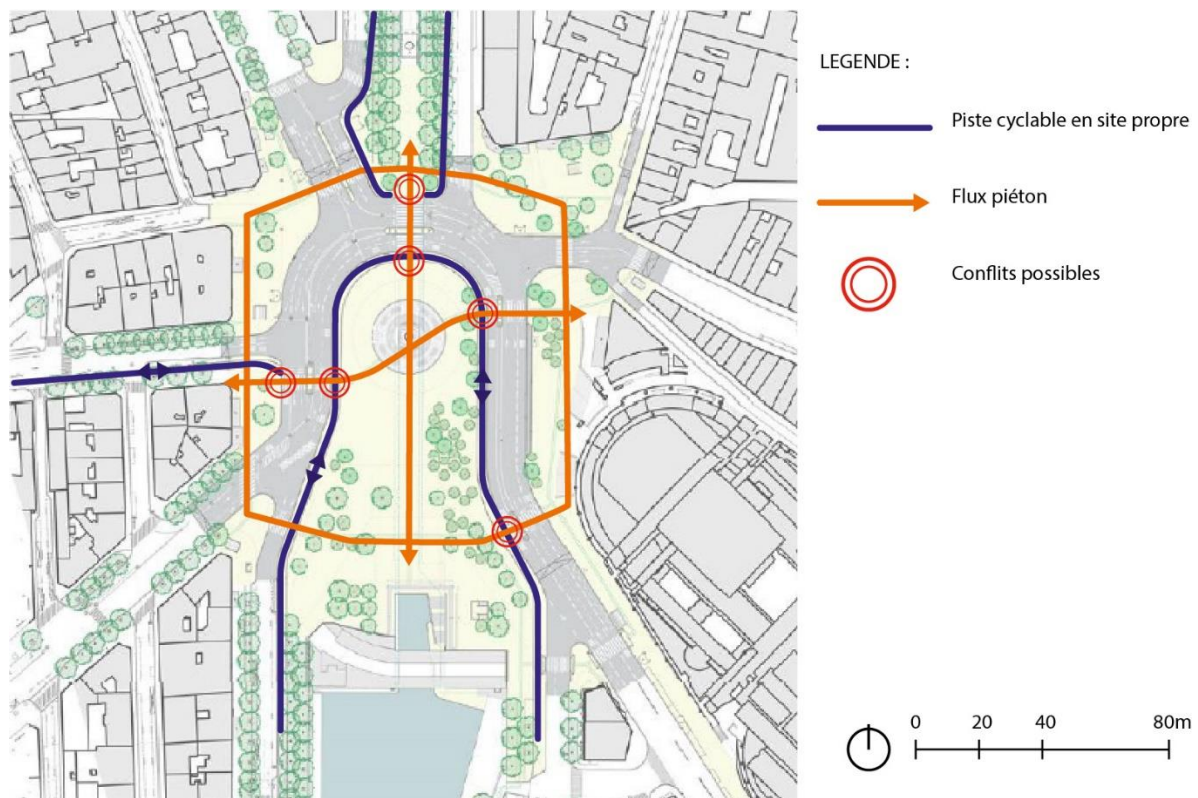 LEGENDE :
Piste cyclable en site propre
Flux piéton
Conflits possibles
0 20 40 80m